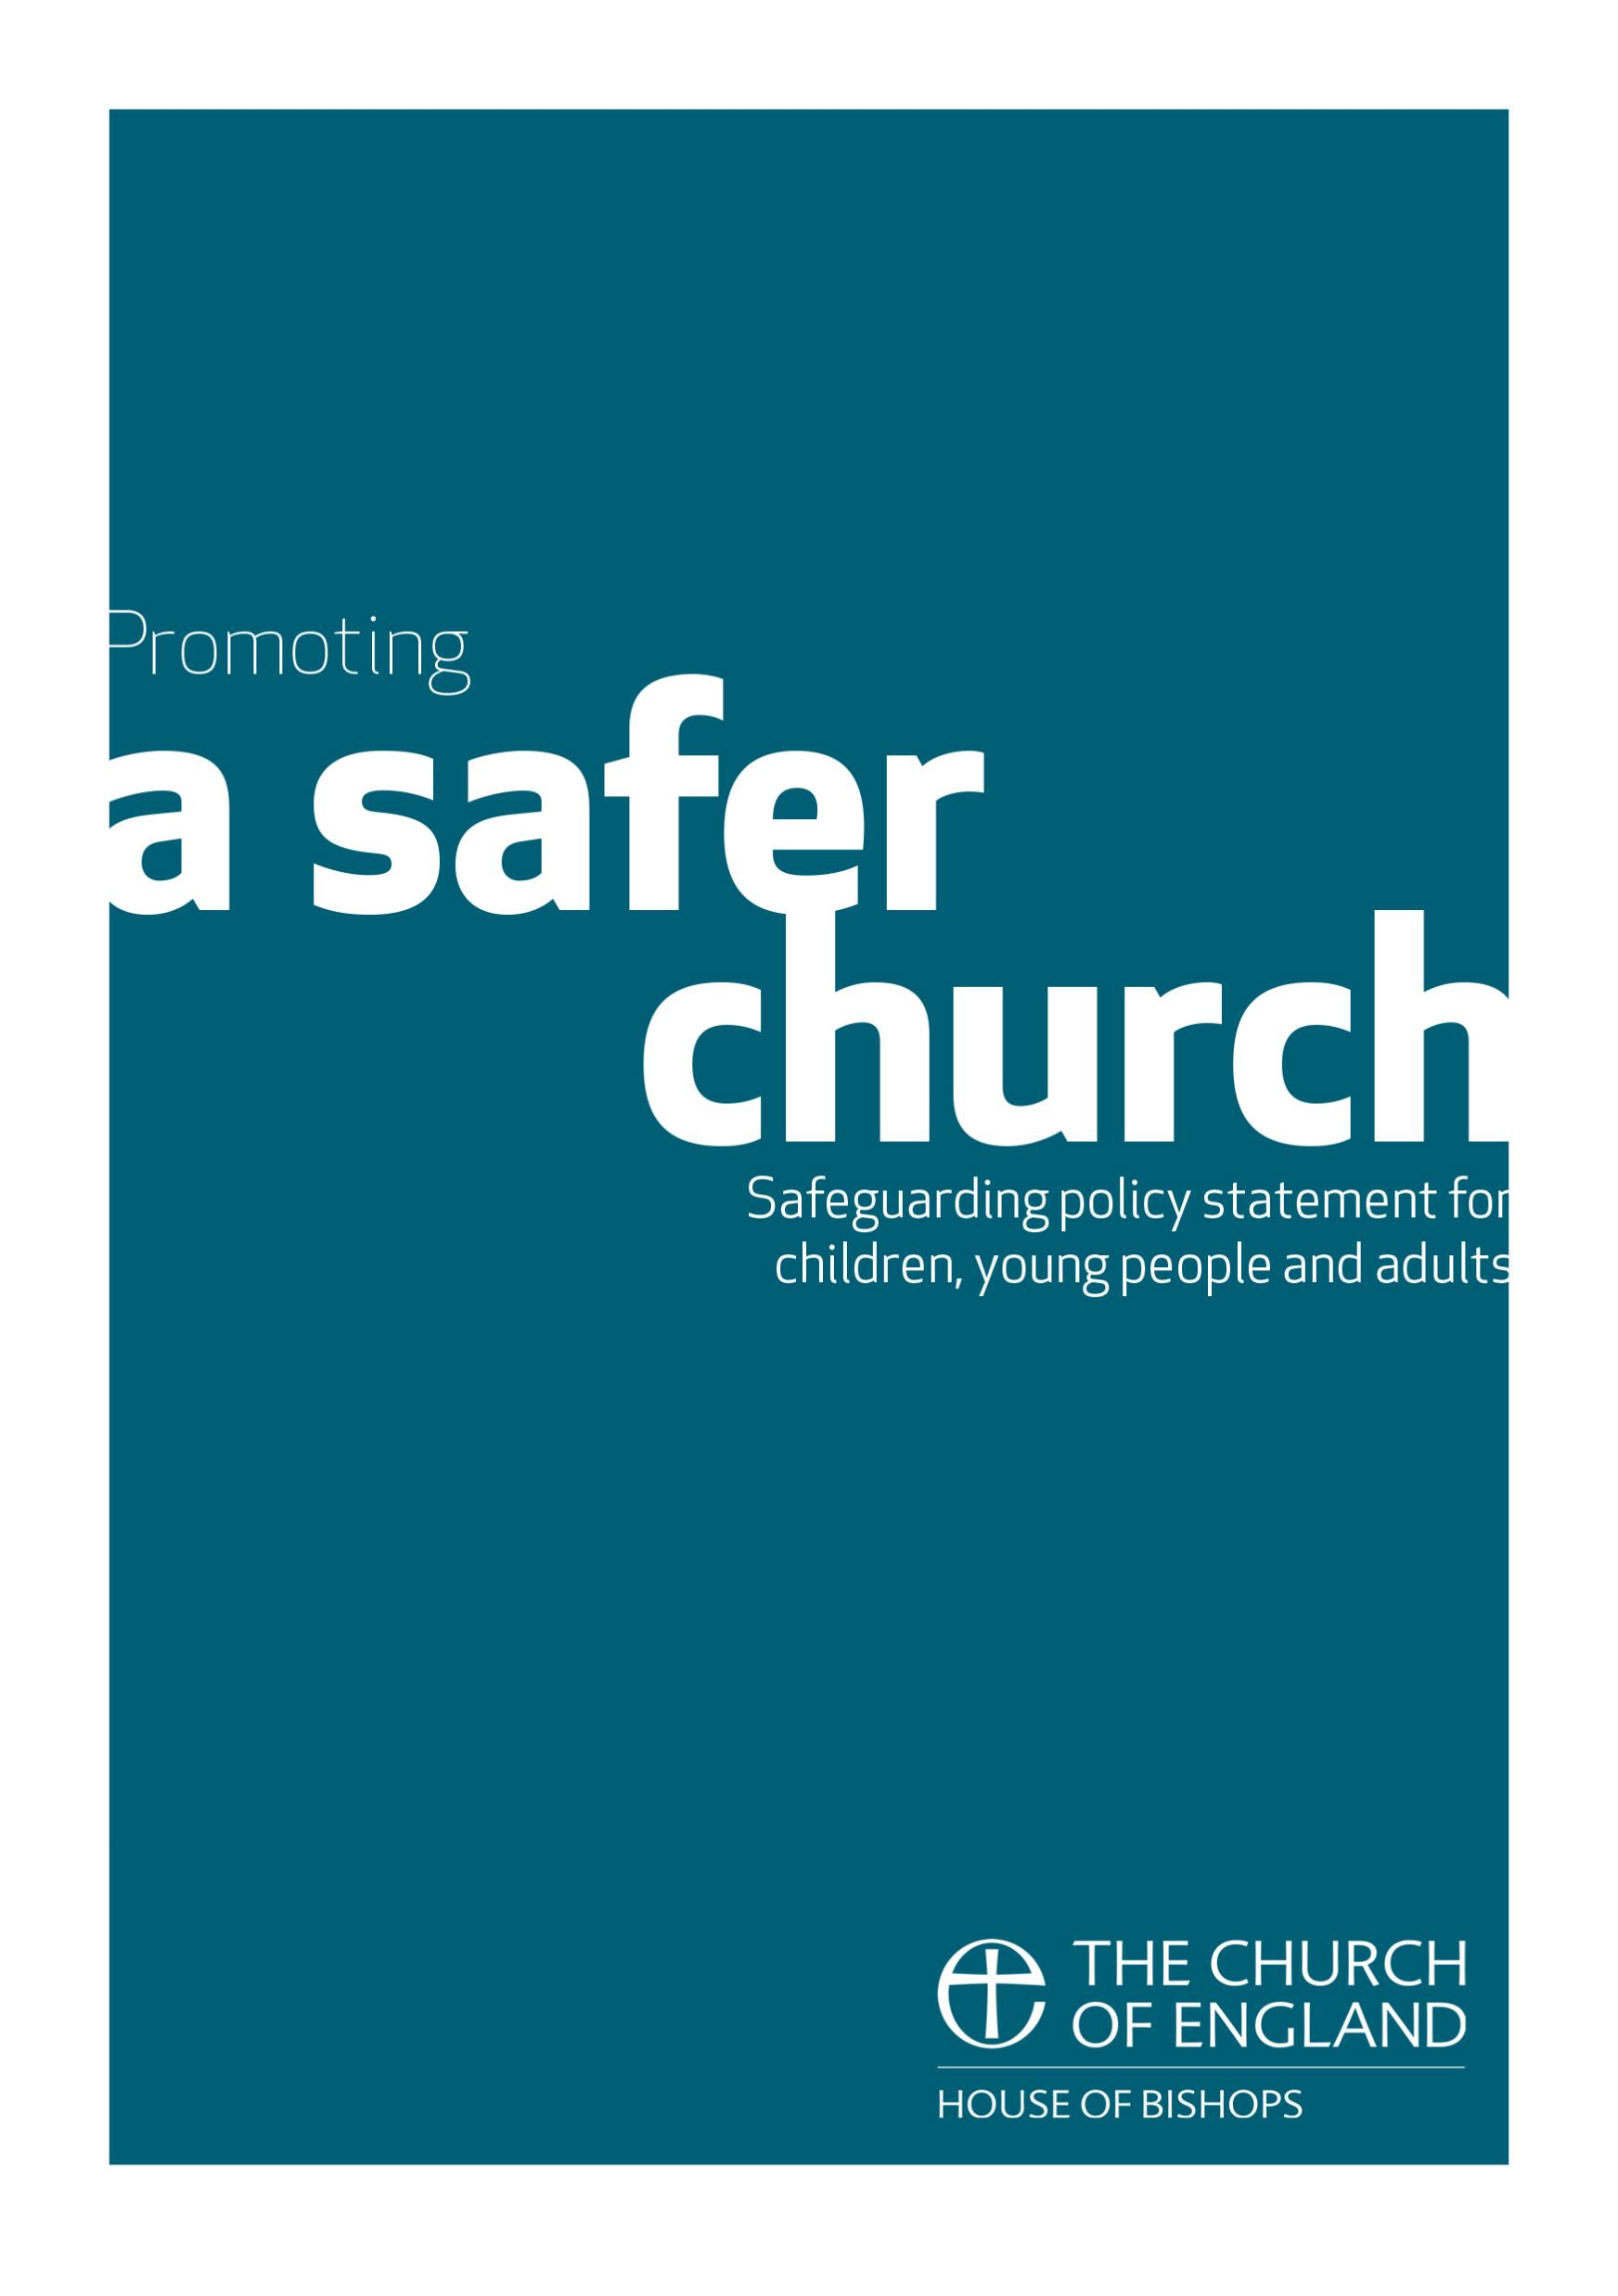 Promoting
a safer
church
Safeguarding policy statement for
children, young people and adults
THE CHURCH
OF ENGLAND
HOUSE OF BISHOPS